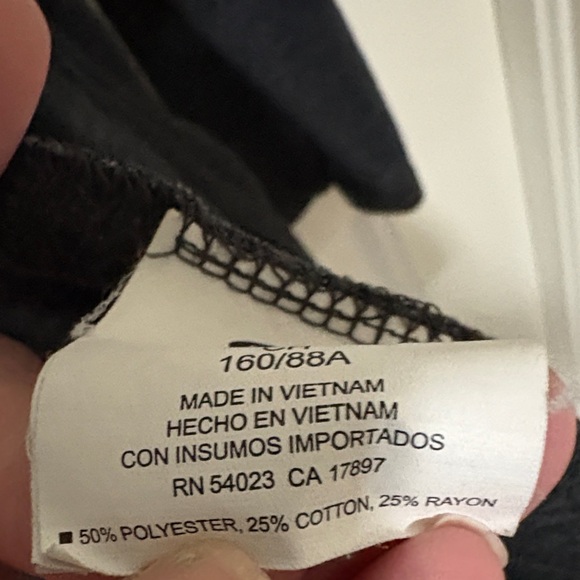 160/88A
MADE IN VIETNAM
HECHO EN VIETNAM
CON INSUMOS IMPORTADOS
RN 54023 CA 17897
■ 50% POLYESTER, 25% COTTON, 25% RAYON